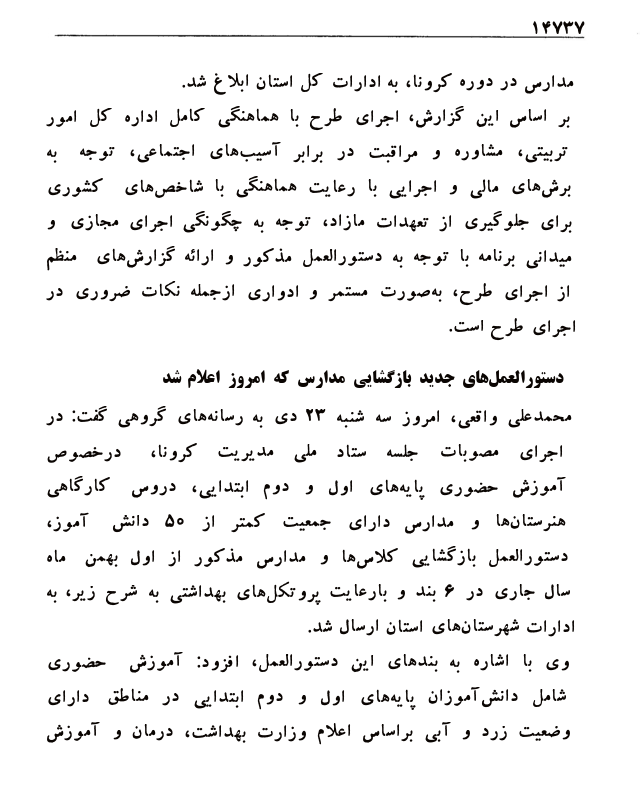 ۱۴۷۳۷
مدارس در دوره کرونا، به ادارات کل استان ابلاغ شد.
بر اساس این گزارش، اجرای طرح با هماهنگی کامل اداره کل امور
تربیتی، مشاوره و مراقبت در برابر آسیب‌های اجتماعی، توجه به
برش‌های مالی و اجرایی با رعایت هماهنگی با شاخص‌های کشوری
برای جلوگیری از تعهدات مازاد، توجه به چگونگی اجرای مجازی و
میدانی برنامه با توجه به دستورالعمل مذکور و ارائه گزارش‌های منظم
از اجرای طرح، به‌صورت مستمر و ادواری ازجمله نکات ضروری در
اجرای طرح است.
دستورالعمل‌های جدید بازگشایی مدارس که امروز اعلام شد
محمدعلی واقعی، امروز سه شنبه ۲۳ دی به رسانه‌های گروهی گفت: در
اجرای مصوبات جلسه ستاد ملی مدیریت کرونا، درخصوص
آموزش حضوری پایه‌های اول و دوم ابتدایی، دروس کارگاهی
هنرستان‌ها و مدارس دارای جمعیت کمتر از ۵۰ دانش آموز،
دستورالعمل بازگشایی کلاس‌ها و مدارس مذکور از اول بهمن ماه
سال جاری در ۶ بند و بارعایت پروتکل‌های بهداشتی به شرح زیر، به
ادارات شهرستان‌های استان ارسال شد.
وی با اشاره به بندهای این دستورالعمل، افزود: آموزش حضوری
شامل دانش‌آموزان پایه‌های اول و دوم ابتدایی در مناطق دارای
وضعیت زرد و آبی براساس اعلام وزارت بهداشت، درمان و آموزش